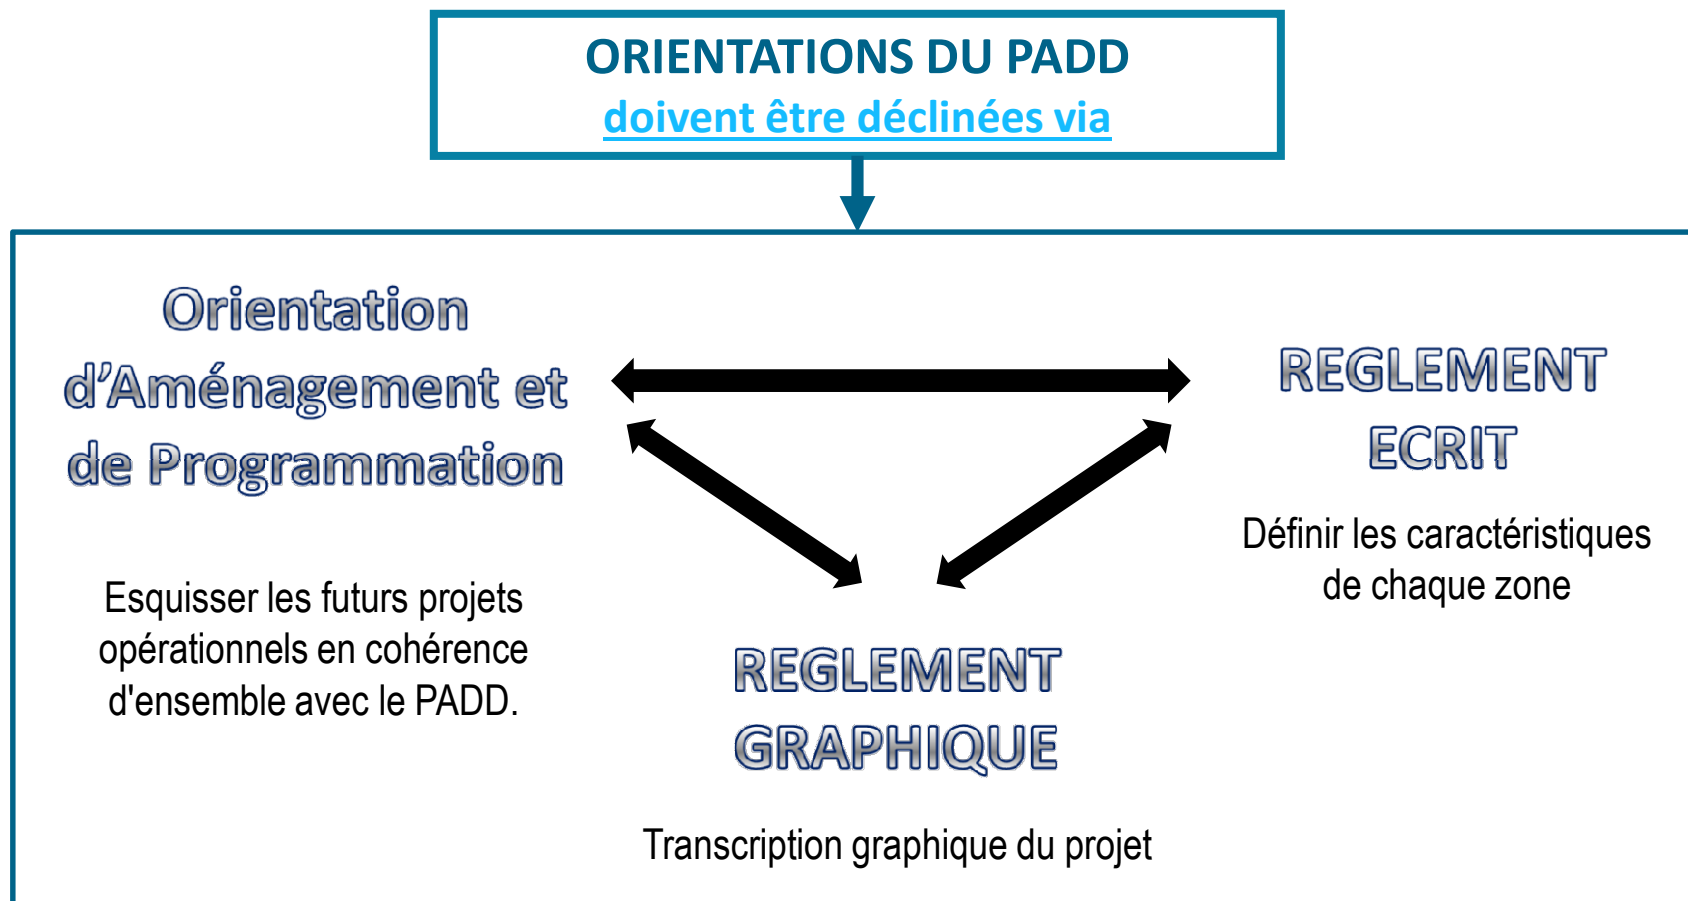 ORIENTATIONS DU PADD
doivent être déclinées via
Orientation
d’Aménagement et
de Programmation
Esquisser les futurs projets
opérationnels en cohérence
d'ensemble avec le PADD.
REGLEMENT
ECRIT
Définir les caractéristiques
de chaque zone
REGLEMENT
GRAPHIQUE
Transcription graphique du projet